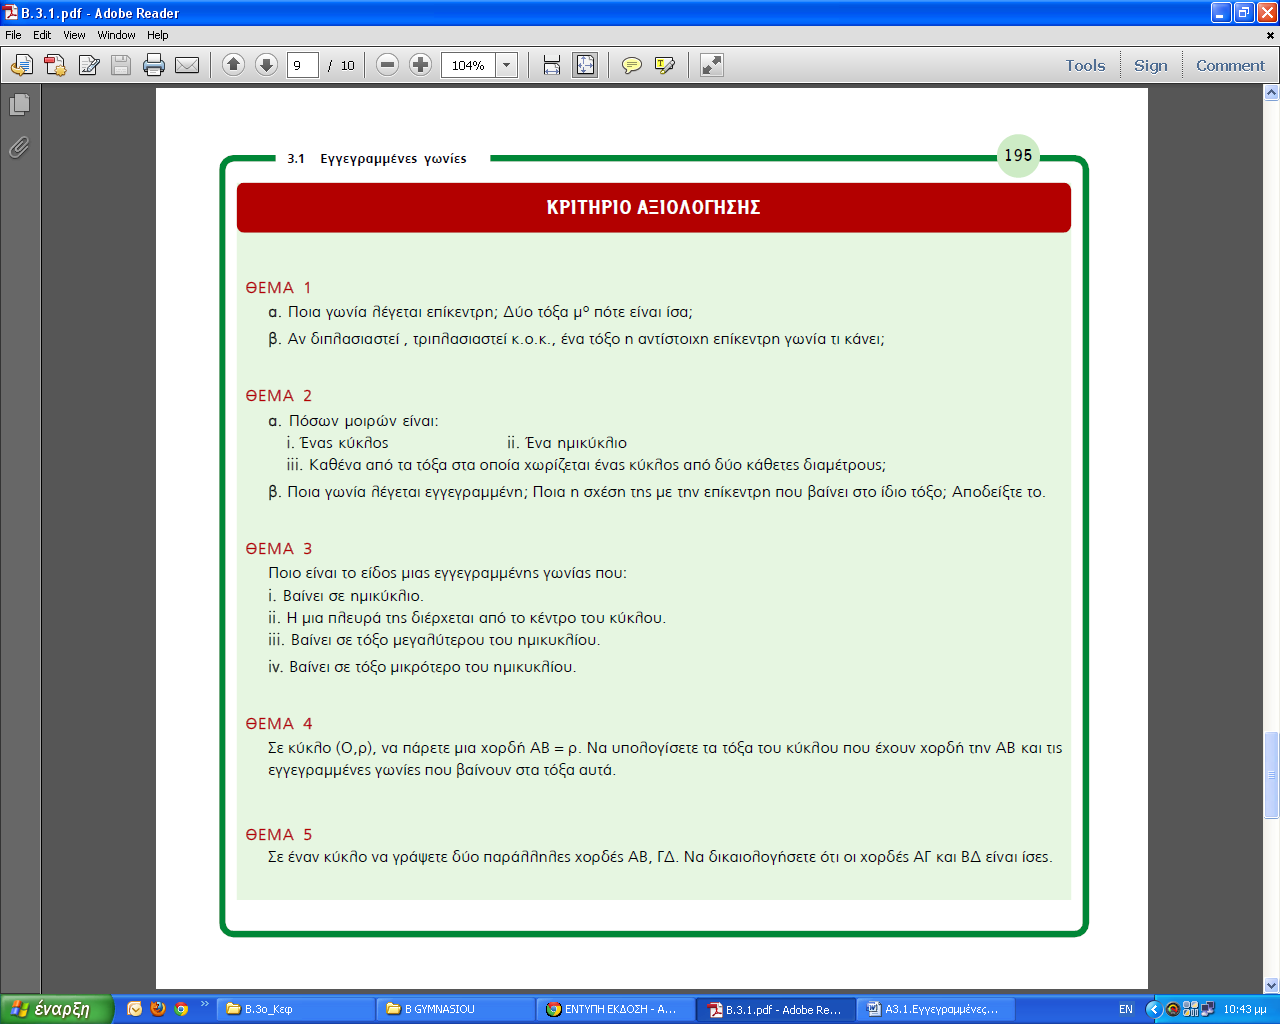 B.3.1.pdf - Adobe Reader
File Edit View Window Help
9 / 10 104% Tools Sign Comment
3.1 Εγγεγραμμένες γωνίες 195
ΚΡΙΤΗΡΙΟ ΑΞΙΟΛΟΓΗΣΗΣ
ΘΕΜΑ 1
α. Ποια γωνία λέγεται επίκεντρη; Δύο τόξα μº πότε είναι ίσα;
β. Αν διπλασιαστεί , τριπλασιαστεί κ.ο.κ., ένα τόξο η αντίστοιχη επίκεντρη γωνία τι κάνει;
ΘΕΜΑ 2
α. Πόσων μοιρών είναι:
i. Ένας κύκλος ii. Ένα ημικύκλιο
iii. Καθένα από τα τόξα στα οποία χωρίζεται ένας κύκλος από δύο κάθετες διαμέτρους;
β. Ποια γωνία λέγεται εγγεγραμμένη; Ποια η σχέση της με την επίκεντρη που βαίνει στο ίδιο τόξο; Αποδείξτε το.
ΘΕΜΑ 3
Ποιο είναι το είδος μιας εγγεγραμμένης γωνίας που:
i. Βαίνει σε ημικύκλιο.
ii. Η μια πλευρά της διέρχεται από το κέντρο του κύκλου.
iii. Βαίνει σε τόξο μεγαλύτερου του ημικυκλίου.
iv. Βαίνει σε τόξο μικρότερο του ημικυκλίου.
ΘΕΜΑ 4
Σε κύκλο (Ο,ρ), να πάρετε μια χορδή ΑΒ = ρ. Να υπολογίσετε τα τόξα του κύκλου που έχουν χορδή την ΑΒ και τις
εγγεγραμμένες γωνίες που βαίνουν στα τόξα αυτά.
ΘΕΜΑ 5
Σε έναν κύκλο να γράψετε δύο παράλληλες χορδές ΑΒ, ΓΔ. Να δικαιολογήσετε ότι οι χορδές ΑΓ και ΒΔ είναι ίσες.
έναρξη B.3o_Κεφ B GYMNASIOU ΕΝΤΥΠΗ ΕΚΔΟΣΗ - Α... B.3.1.pdf - Adobe Re... Α3.1.Εγγεγραμμένες... EN 10:43 μμ